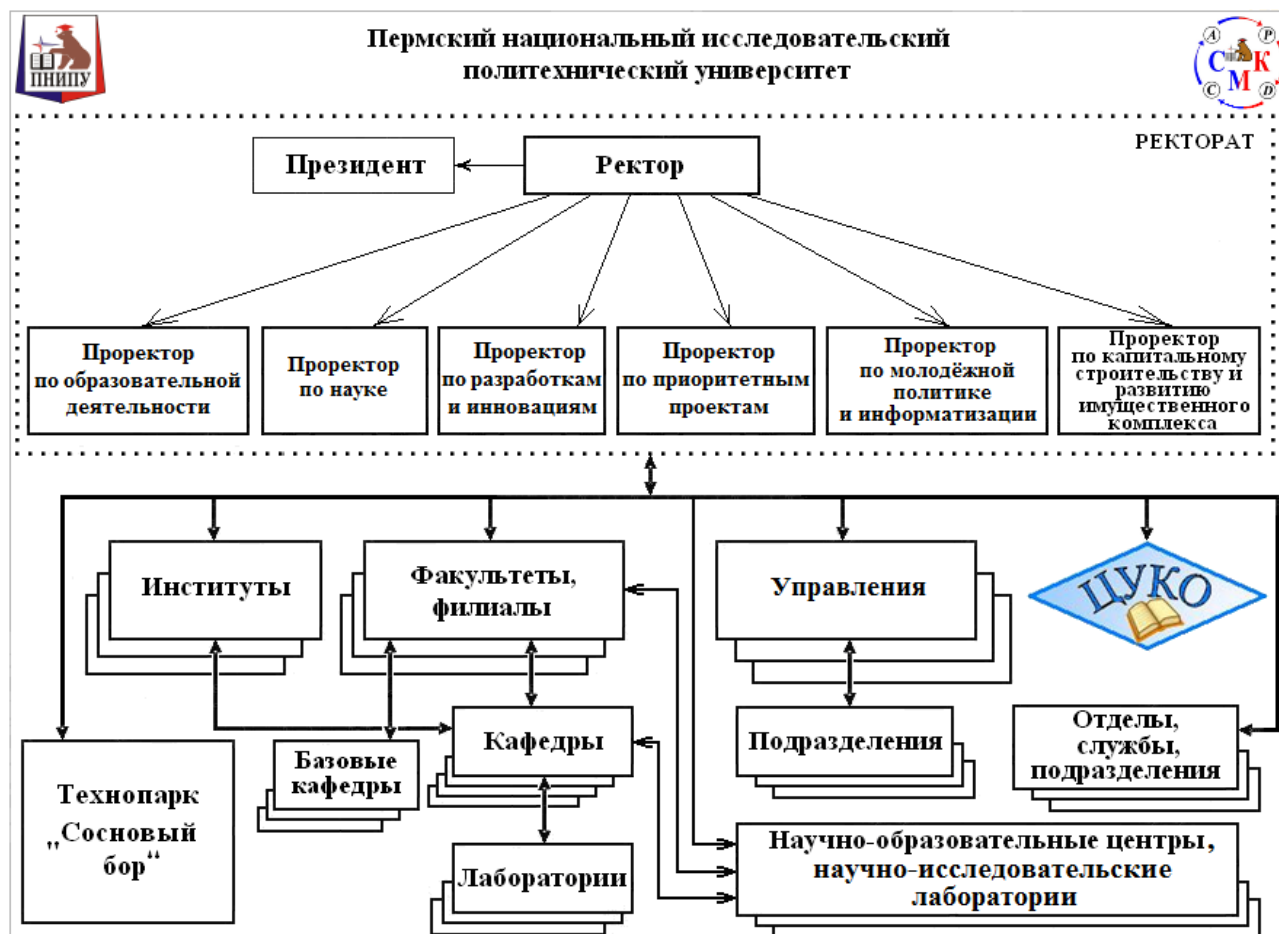 ПНИПУ
Пермский национальный исследовательский
политехнический университет
А Р
С М К
С D
РЕКТОРАТ
Президент
Ректор
Проректор
по образовательной
деятельности
Проректор
по науке
Проректор
по разработкам
и инновациям
Проректор
по приоритетным
проектам
Проректор
по молодёжной
политике
и информатизации
Проректор
по капитальному
строительству и
развитию
имущественного
комплекса
Институты
Факультеты,
филиалы
Управления
ЦУКО
Технопарк
"Сосновый
бор"
Базовые
кафедры
Кафедры
Подразделения
Отделы,
службы,
подразделения
Лаборатории
Научно-образовательные центры,
научно-исследовательские
лаборатории